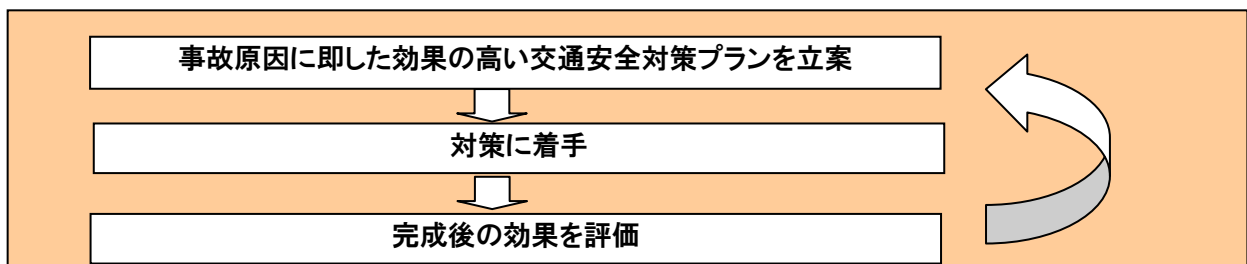 事故原因に即した効果の高い交通安全対策プランを立案
対策に着手
完成後の効果を評価